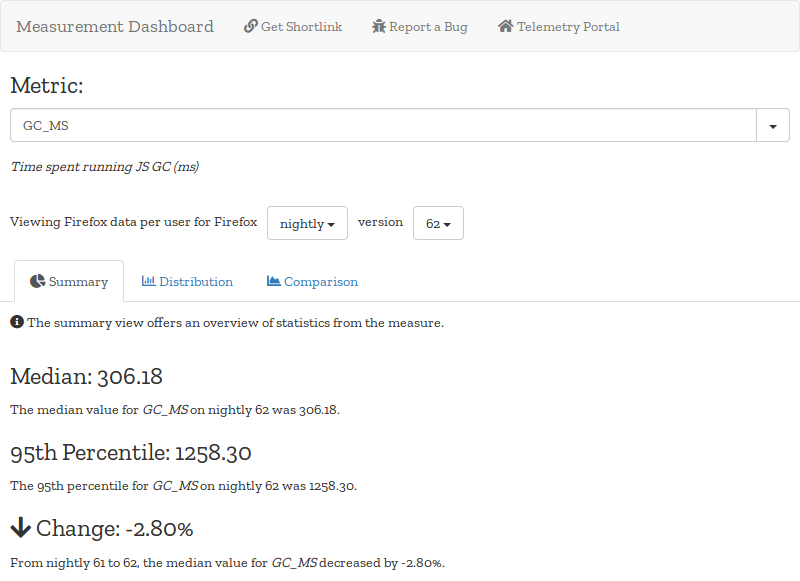 Measurement Dashboard Get Shortlink Report a Bug Telemetry Portal
Metric:
GC_MS
Time spent running JS GC (ms)
Viewing Firefox data per user for Firefox nightly version 62
Summary Distribution Comparison
The summary view offers an overview of statistics from the measure.
Median: 306.18
The median value for GC_MS on nightly 62 was 306.18.
95th Percentile: 1258.30
The 95th percentile for GC_MS on nightly 62 was 1258.30.
Change: -2.80%
From nightly 61 to 62, the median value for GC_MS decreased by -2.80%.